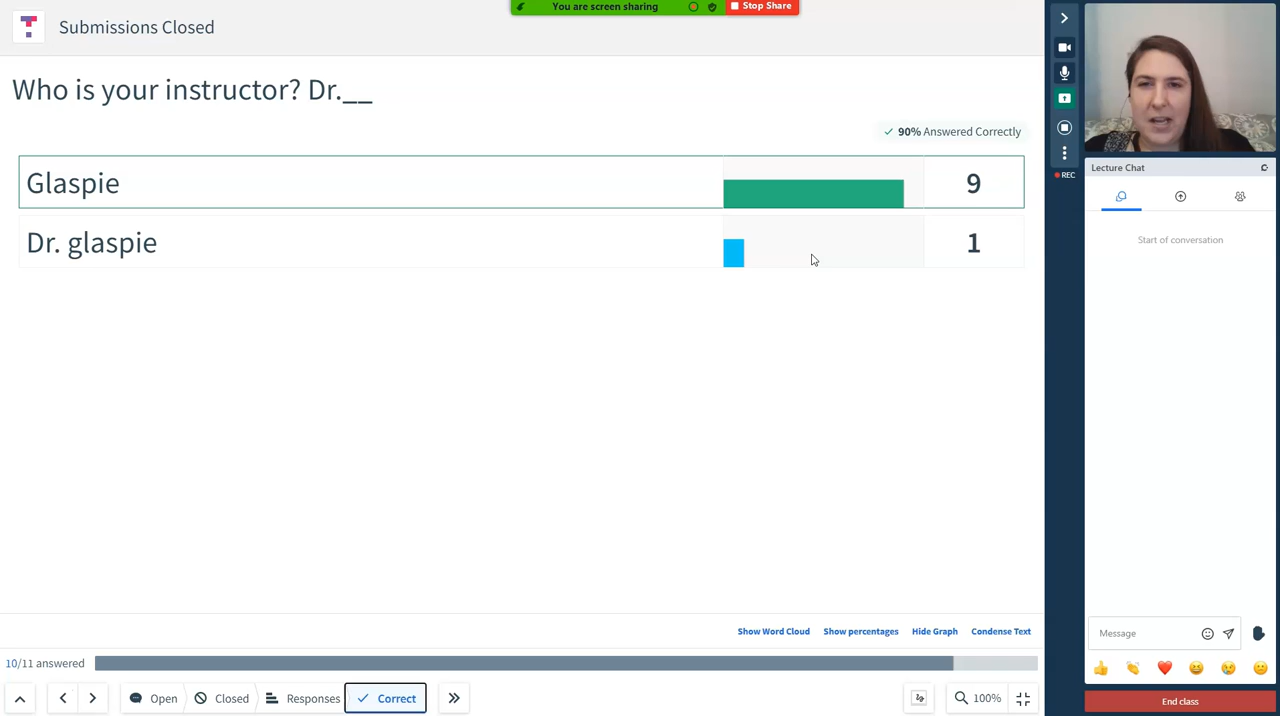 You are screen sharing
Stop Share
Submissions Closed
Who is your instructor? Dr.__
90% Answered Correctly
Glaspie 9
Dr. glaspie 1
Show Word Cloud Show percentages Hide Graph Condense Text
10/11 answered
Open Closed Responses Correct 100%
REC
Lecture Chat
Start of conversation
Message
End class